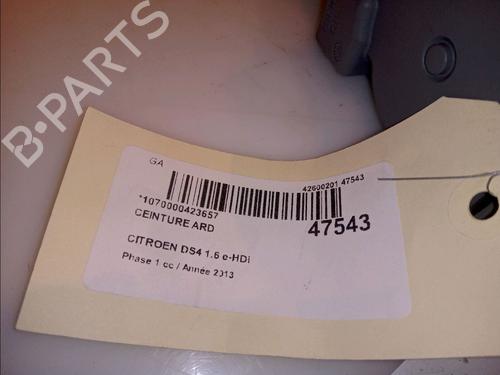 B-PARTS
GA
42600201 47543
*1070000423657
CEINTURE ARD
47543
CITROEN DS4 1.6 e-HDi
Phase 1 cc / Année 2013